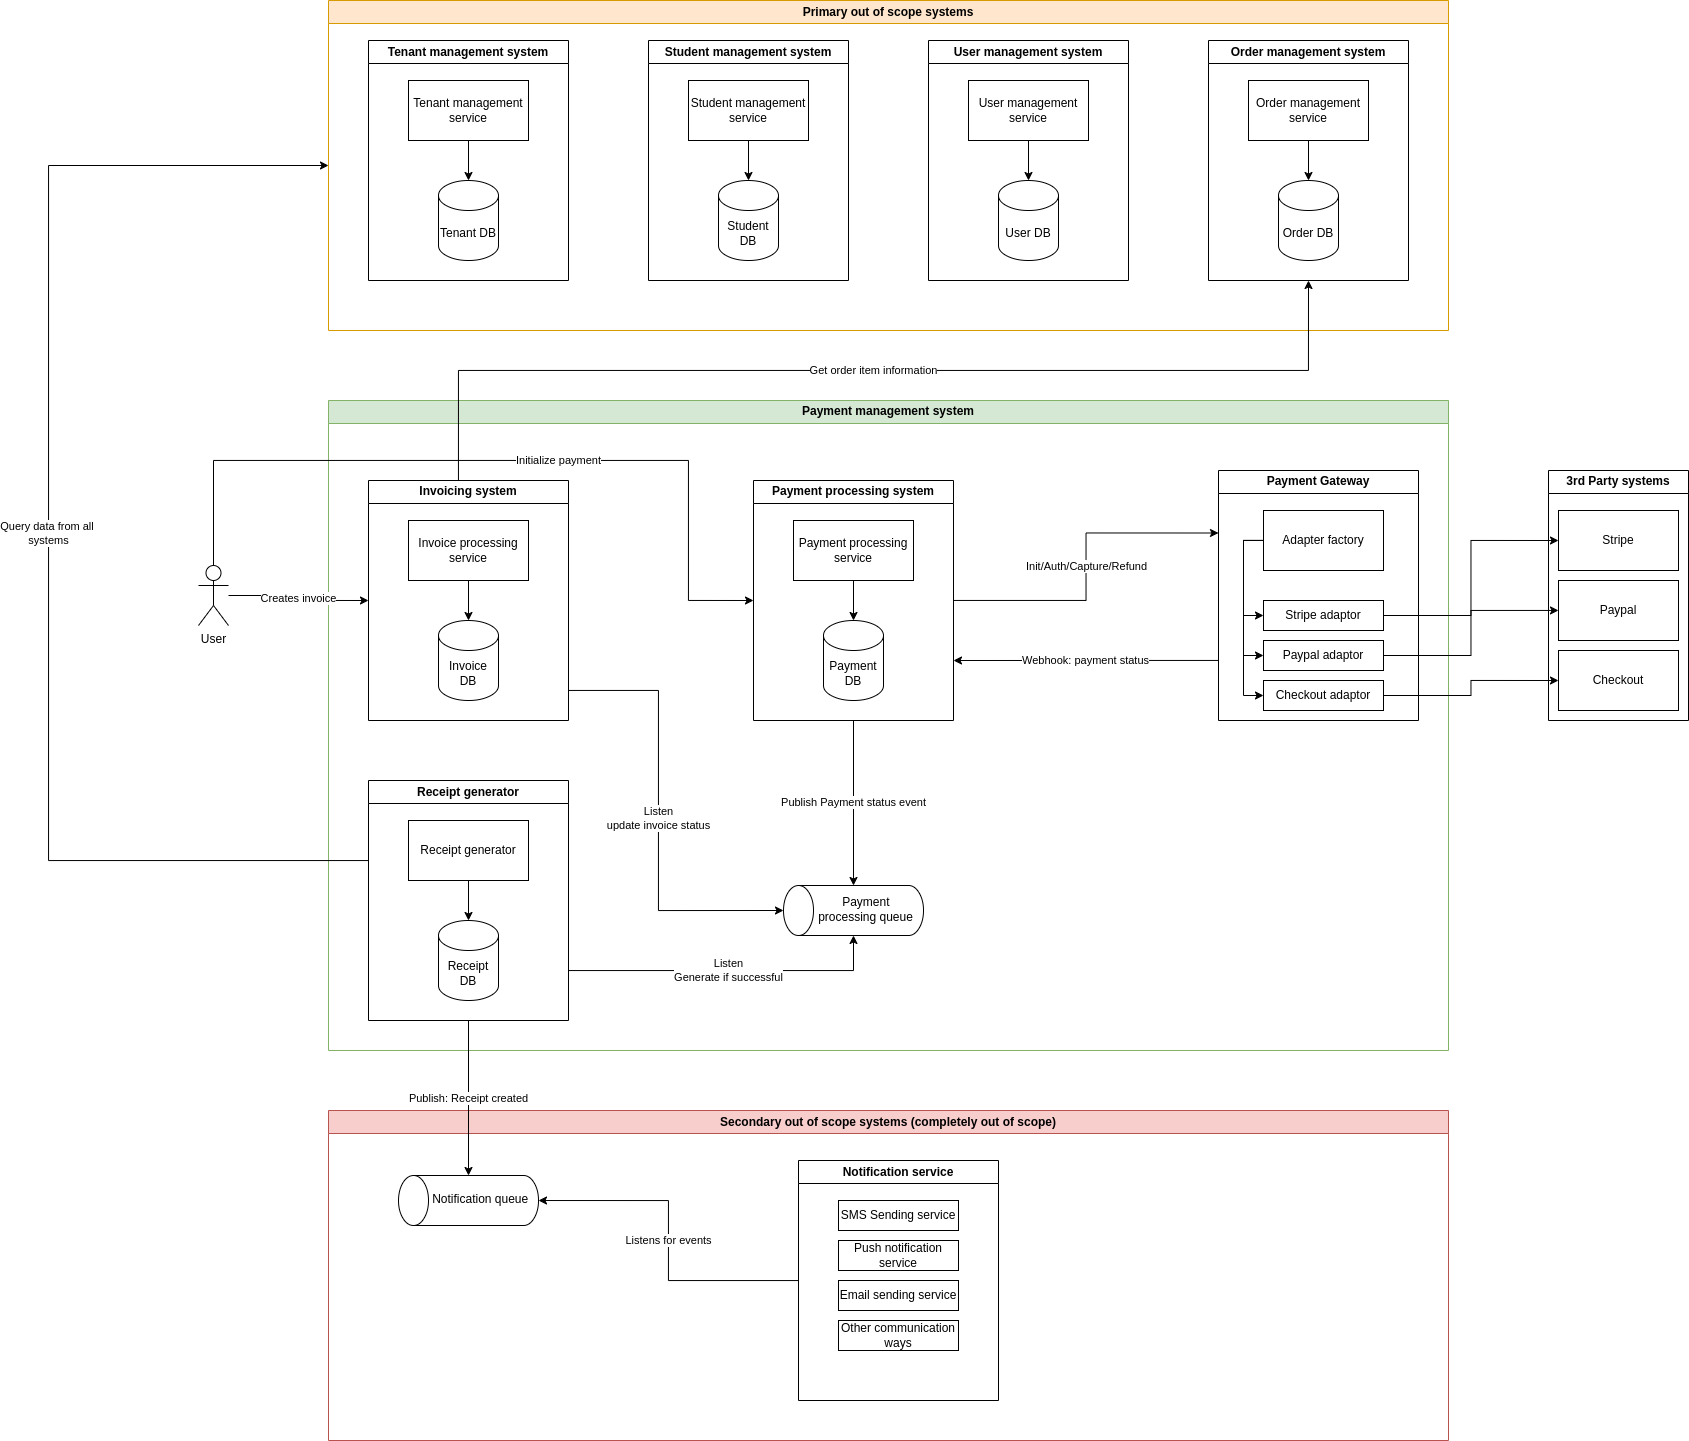 Primary out of scope systems
Tenant management system
Student management system
User management system
Order management system
Tenant management
service
Student management
service
User management
service
Order management
service
Tenant DB
Student
DB
User DB
Order DB
Get order item information
Payment management system
Initialize payment
Invoicing system
Payment processing system
Payment Gateway
3rd Party systems
Invoice processing
service
Payment processing
service
Adapter factory
Stripe
Query data from all
systems
Init/Auth/Capture/Refund
Creates invoice
User
Stripe adaptor
Paypal
Invoice
DB
Payment
DB
Webhook: payment status
Paypal adaptor
Checkout adaptor
Checkout
Receipt generator
Receipt generator
Listen
update invoice status
Publish Payment status event
Payment
processing queue
Receipt
DB
Listen
Generate if successful
Publish: Receipt created
Secondary out of scope systems (completely out of scope)
Notification queue
Listens for events
Notification service
SMS Sending service
Push notification
service
Email sending service
Other communication
ways